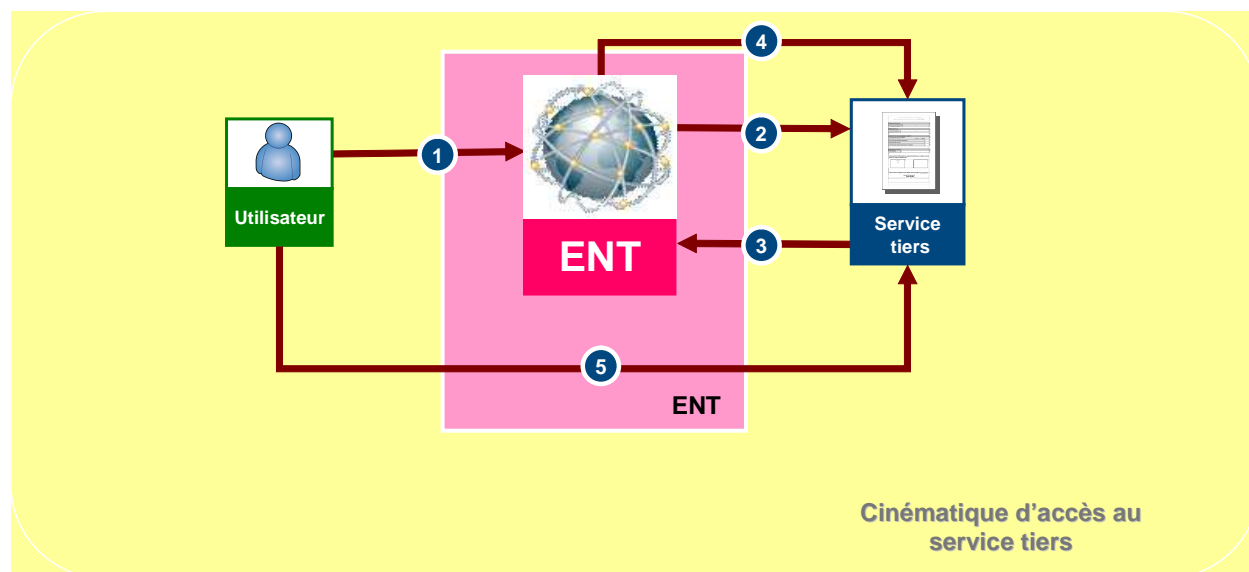 4
2
1
Utilisateur
Service
tiers
3
ENT
5
ENT
Cinématique d'accès au
service tiers